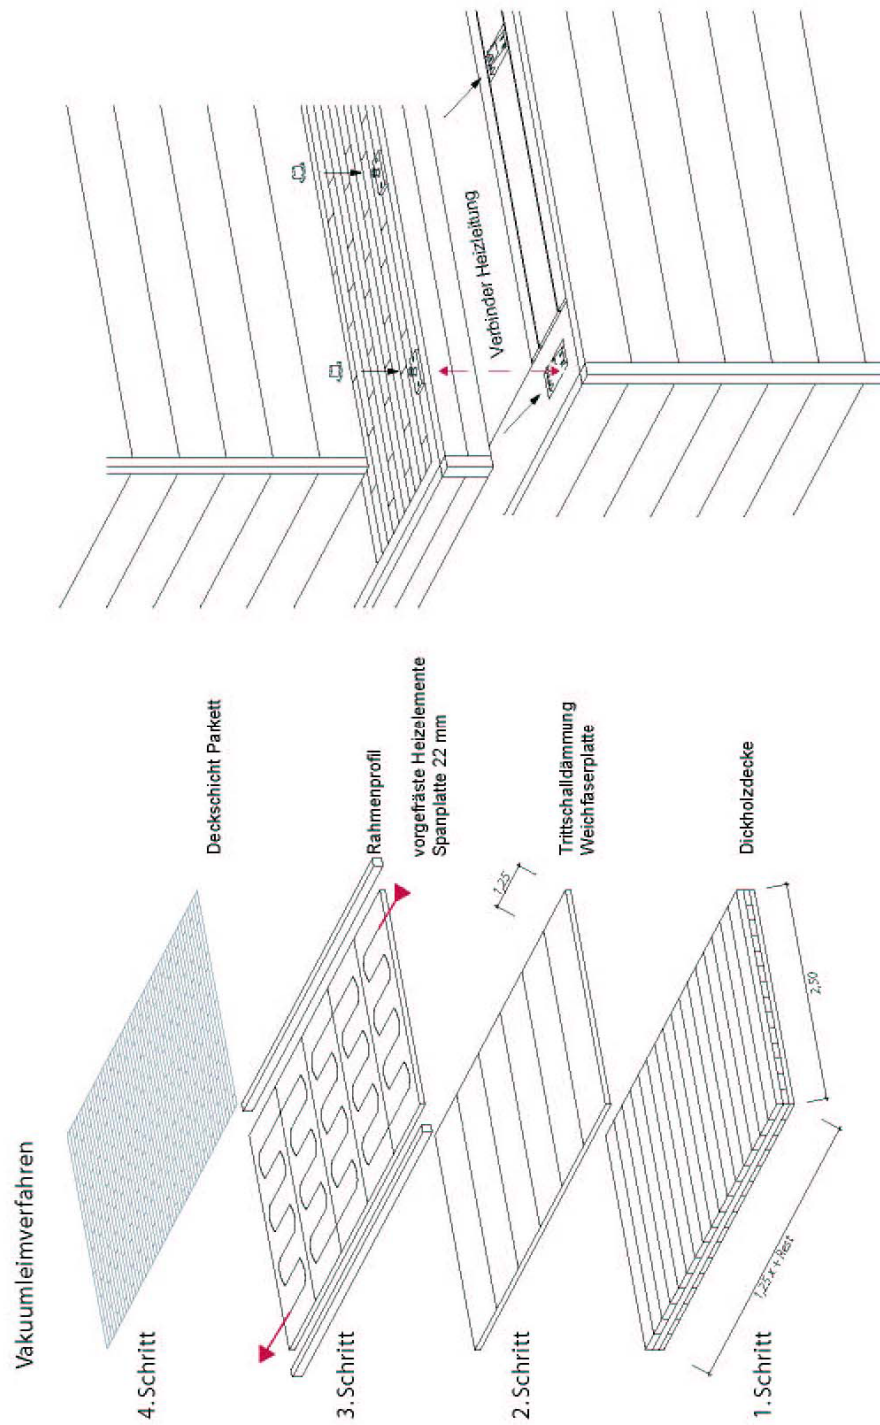 Vakuumleimverfahren
4.Schritt
Deckschicht Parkett
3.Schritt
Rahmenprofil
vorgefräste Heizelemente
Spanplatte 22 mm
2.Schritt
1,25
Trittschalldämmung
Weichfaserplatte
1.Schritt
1,25 x + Rest
2,50
Dickholzdecke
Verbinder Heizleitung